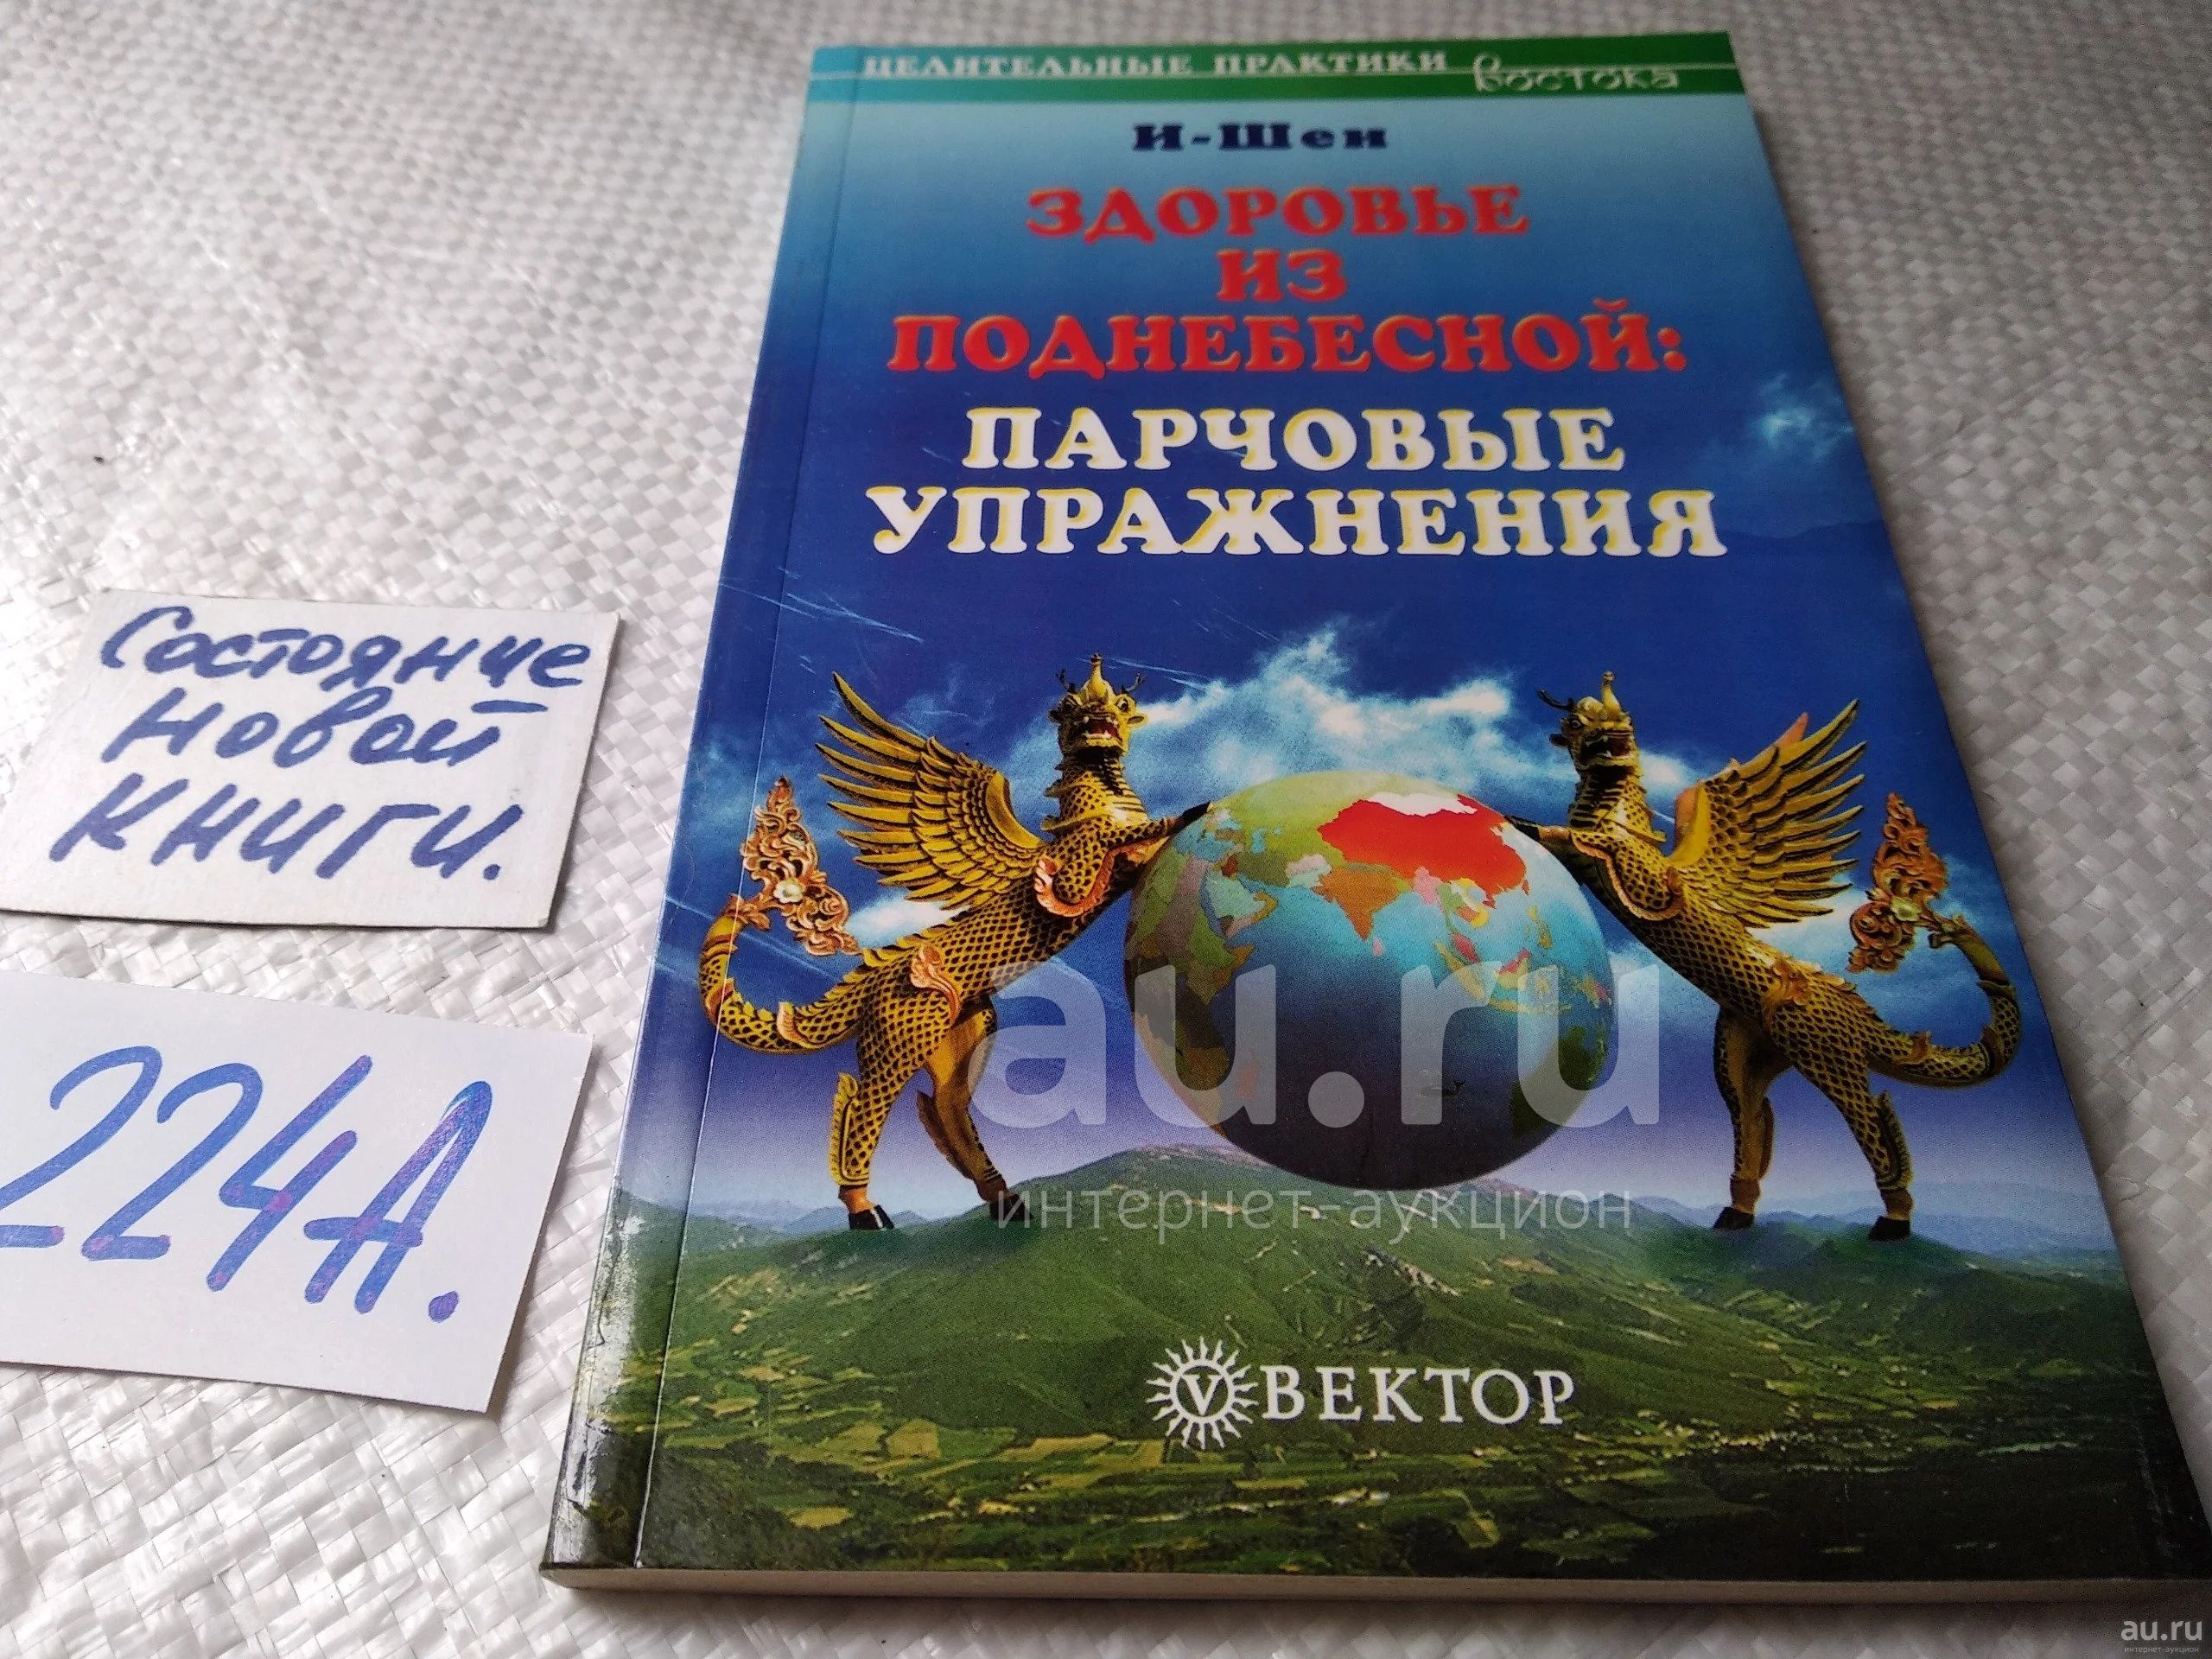 ЦЕЛИТЕЛЬНЫЕ ПРАКТИКИ ВОСТОКА
И-Шен
ЗДОРОВЬЕ
ИЗ
ПОДНЕБЕСНОЙ:
ПАРЧОВЫЕ
УПРАЖНЕНИЯ
Состояние
новой
книги.
224А.
au.ru
интернет-аукцион
V ВЕКТОР
au.ru
интернет-аукцион